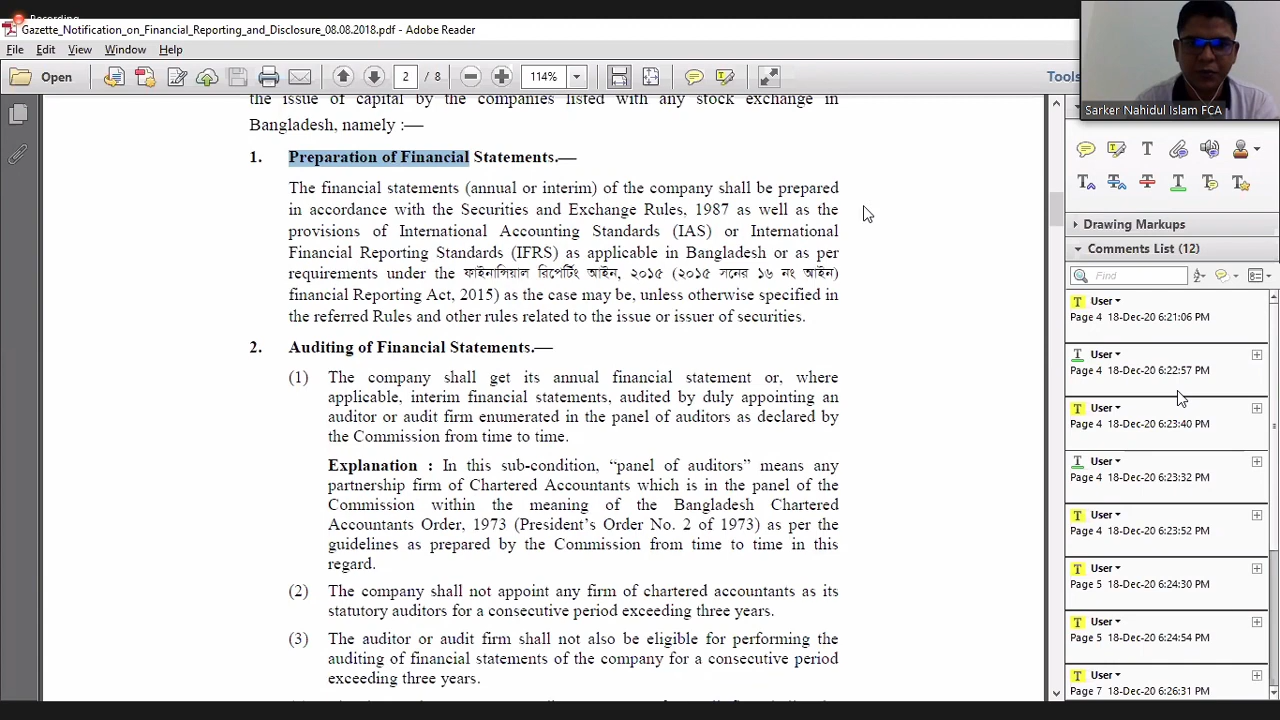 Recording
Gazette_Notification_on_Financial_Reporting_and_Disclosure_08.08.2018.pdf - Adobe Reader
File Edit View Window Help
Open 2 / 8 114% Tools
Sarker Nahidul Islam FCA
the issue of capital by the companies listed with any stock exchange in
Bangladesh, namely :—
1. Preparation of Financial Statements.—
The financial statements (annual or interim) of the company shall be prepared
in accordance with the Securities and Exchange Rules, 1987 as well as the
provisions of International Accounting Standards (IAS) or International
Financial Reporting Standards (IFRS) as applicable in Bangladesh or as per
requirements under the ফাইনান্সিয়াল রিপোর্টিং আইন, ২০১৫ (২০১৫ সনের ১৬ নং আইন)
financial Reporting Act, 2015) as the case may be, unless otherwise specified in
the referred Rules and other rules related to the issue or issuer of securities.
2. Auditing of Financial Statements.—
(1) The company shall get its annual financial statement or, where
applicable, interim financial statements, audited by duly appointing an
auditor or audit firm enumerated in the panel of auditors as declared by
the Commission from time to time.
Explanation : In this sub-condition, “panel of auditors” means any
partnership firm of Chartered Accountants which is in the panel of the
Commission within the meaning of the Bangladesh Chartered
Accountants Order, 1973 (President’s Order No. 2 of 1973) as per the
guidelines as prepared by the Commission from time to time in this
regard.
(2) The company shall not appoint any firm of chartered accountants as its
statutory auditors for a consecutive period exceeding three years.
(3) The auditor or audit firm shall not also be eligible for performing the
auditing of financial statements of the company for a consecutive period
exceeding three years.
Drawing Markups
Comments List (12)
Find
User
Page 4 18-Dec-20 6:21:06 PM
User
Page 4 18-Dec-20 6:22:57 PM
User
Page 4 18-Dec-20 6:23:40 PM
User
Page 4 18-Dec-20 6:23:32 PM
User
Page 4 18-Dec-20 6:23:52 PM
User
Page 5 18-Dec-20 6:24:30 PM
User
Page 5 18-Dec-20 6:24:54 PM
User
Page 7 18-Dec-20 6:26:31 PM